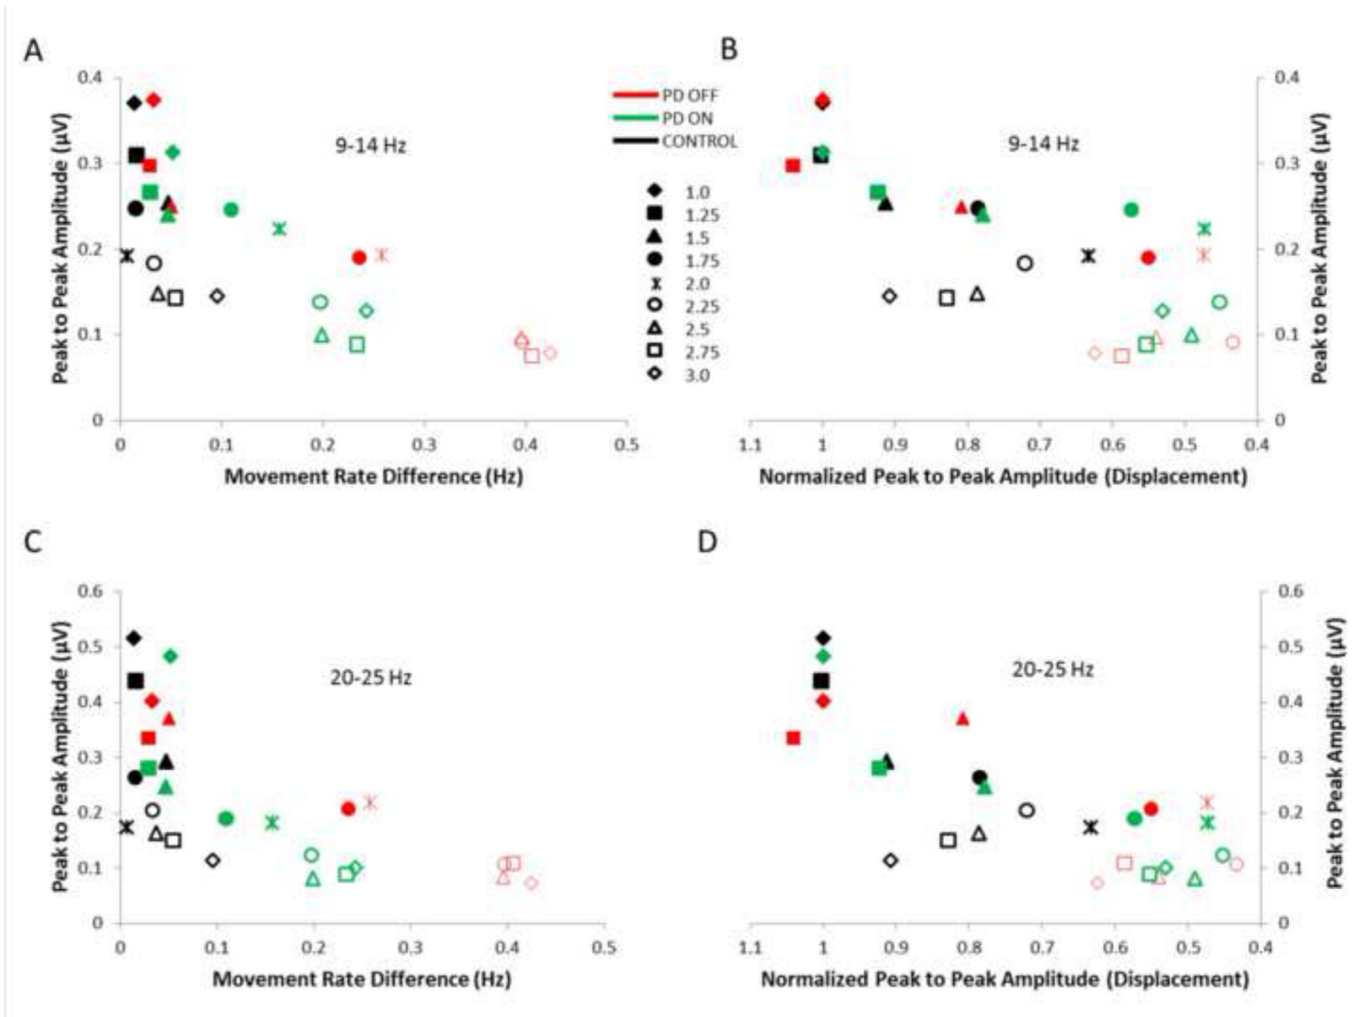 A
B
0.4
0.3
0.2
0.1
0
Peak to Peak Amplitude (µV)
9-14 Hz
0 0.1 0.2 0.3 0.4 0.5
Movement Rate Difference (Hz)
PD OFF
PD ON
CONTROL
1.0
1.25
1.5
1.75
2.0
2.25
2.5
2.75
3.0
9-14 Hz
0.4
0.3
0.2
0.1
0
Peak to Peak Amplitude (µV)
1.1 1 0.9 0.8 0.7 0.6 0.5 0.4
Normalized Peak to Peak Amplitude (Displacement)
C
D
0.6
0.5
0.4
0.3
0.2
0.1
0
Peak to Peak Amplitude (µV)
20-25 Hz
0 0.1 0.2 0.3 0.4 0.5
Movement Rate Difference (Hz)
20-25 Hz
0.6
0.5
0.4
0.3
0.2
0.1
0
Peak to Peak Amplitude (µV)
1.1 1 0.9 0.8 0.7 0.6 0.5 0.4
Normalized Peak to Peak Amplitude (Displacement)